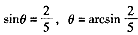 sinθ = 2/5 , θ = arcsin 2/5